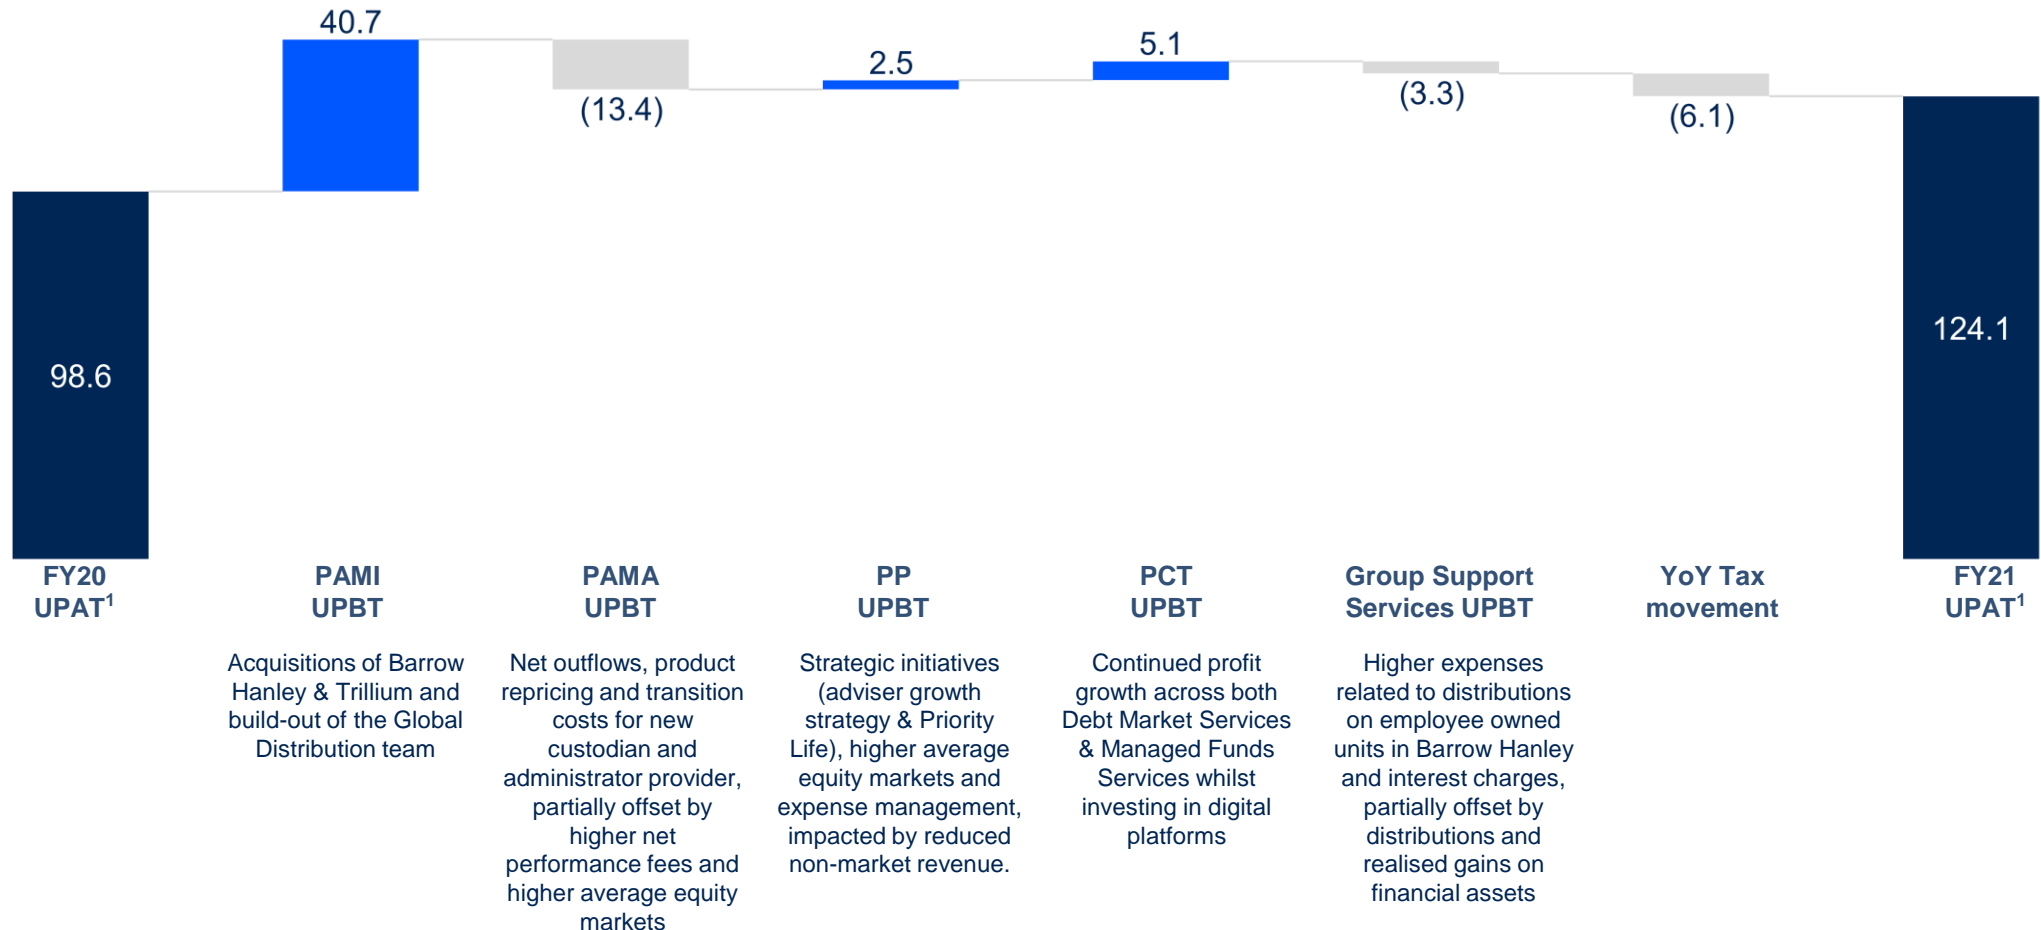 40.7
(13.4)
2.5
5.1
(3.3)
(6.1)
98.6
124.1
FY20
UPAT¹
PAMI
UPBT
PAMA
UPBT
PP
UPBT
PCT
UPBT
Group Support
Services UPBT
YoY Tax
movement
FY21
UPAT¹
Acquisitions of Barrow
Hanley & Trillium and
build-out of the Global
Distribution team
Net outflows, product
repricing and transition
costs for new
custodian and
administrator provider,
partially offset by
higher net
performance fees and
higher average equity
markets
Strategic initiatives
(adviser growth
strategy & Priority
Life), higher average
equity markets and
expense management,
impacted by reduced
non-market revenue.
Continued profit
growth across both
Debt Market Services
& Managed Funds
Services whilst
investing in digital
platforms
Higher expenses
related to distributions
on employee owned
units in Barrow Hanley
and interest charges,
partially offset by
distributions and
realised gains on
financial assets